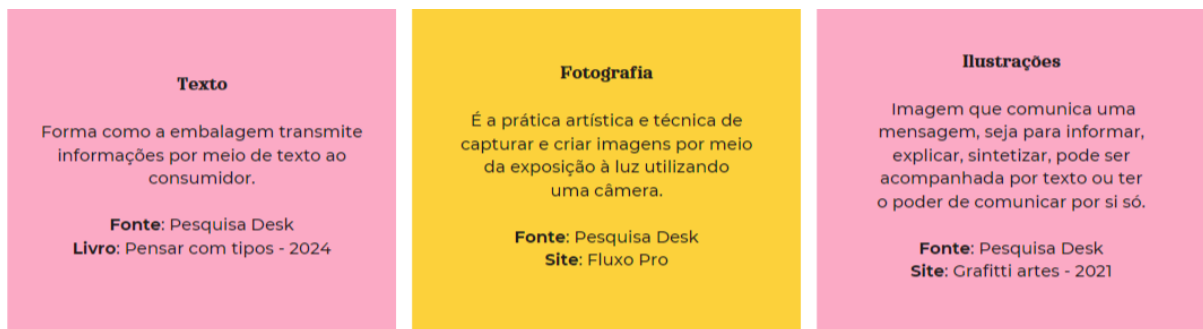 Texto
Forma como a embalagem transmite
informações por meio de texto ao
consumidor.
Fonte: Pesquisa Desk
Livro: Pensar com tipos - 2024
Fotografia
É a prática artística e técnica de
capturar e criar imagens por meio
da exposição à luz utilizando
uma câmera.
Fonte: Pesquisa Desk
Site: Fluxo Pro
Ilustrações
Imagem que comunica uma
mensagem, seja para informar,
explicar, sintetizar, pode ser
acompanhada por texto ou ter
o poder de comunicar por si só.
Fonte: Pesquisa Desk
Site: Grafitti artes - 2021